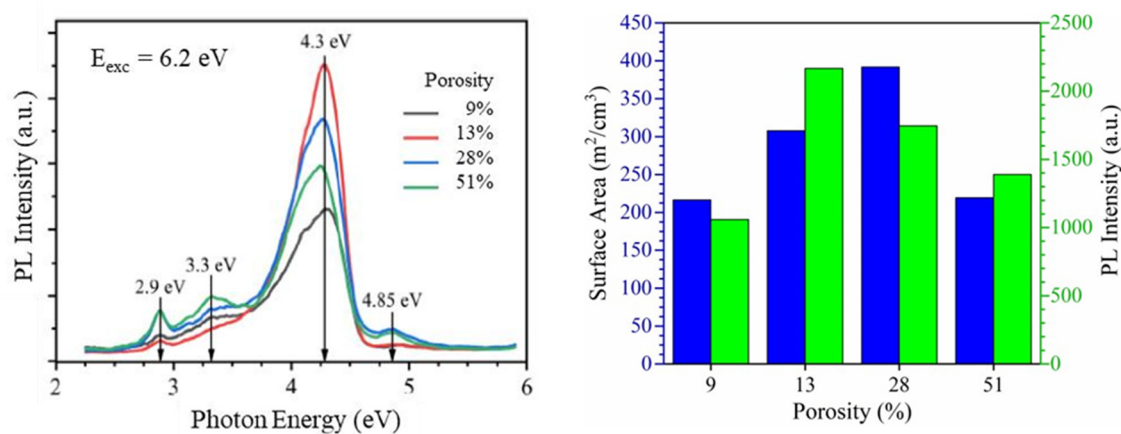 4.3 eV
E_exc = 6.2 eV
Porosity
9%
13%
28%
51%
3.3 eV
2.9 eV
4.85 eV
PL Intensity (a.u.)
2 3 4 5 6
Photon Energy (eV)
450
400
350
300
250
200
150
100
50
0
Surface Area (m²/cm³)
2500
2000
1500
1000
500
0
PL Intensity (a.u.)
9 13 28 51
Porosity (%)